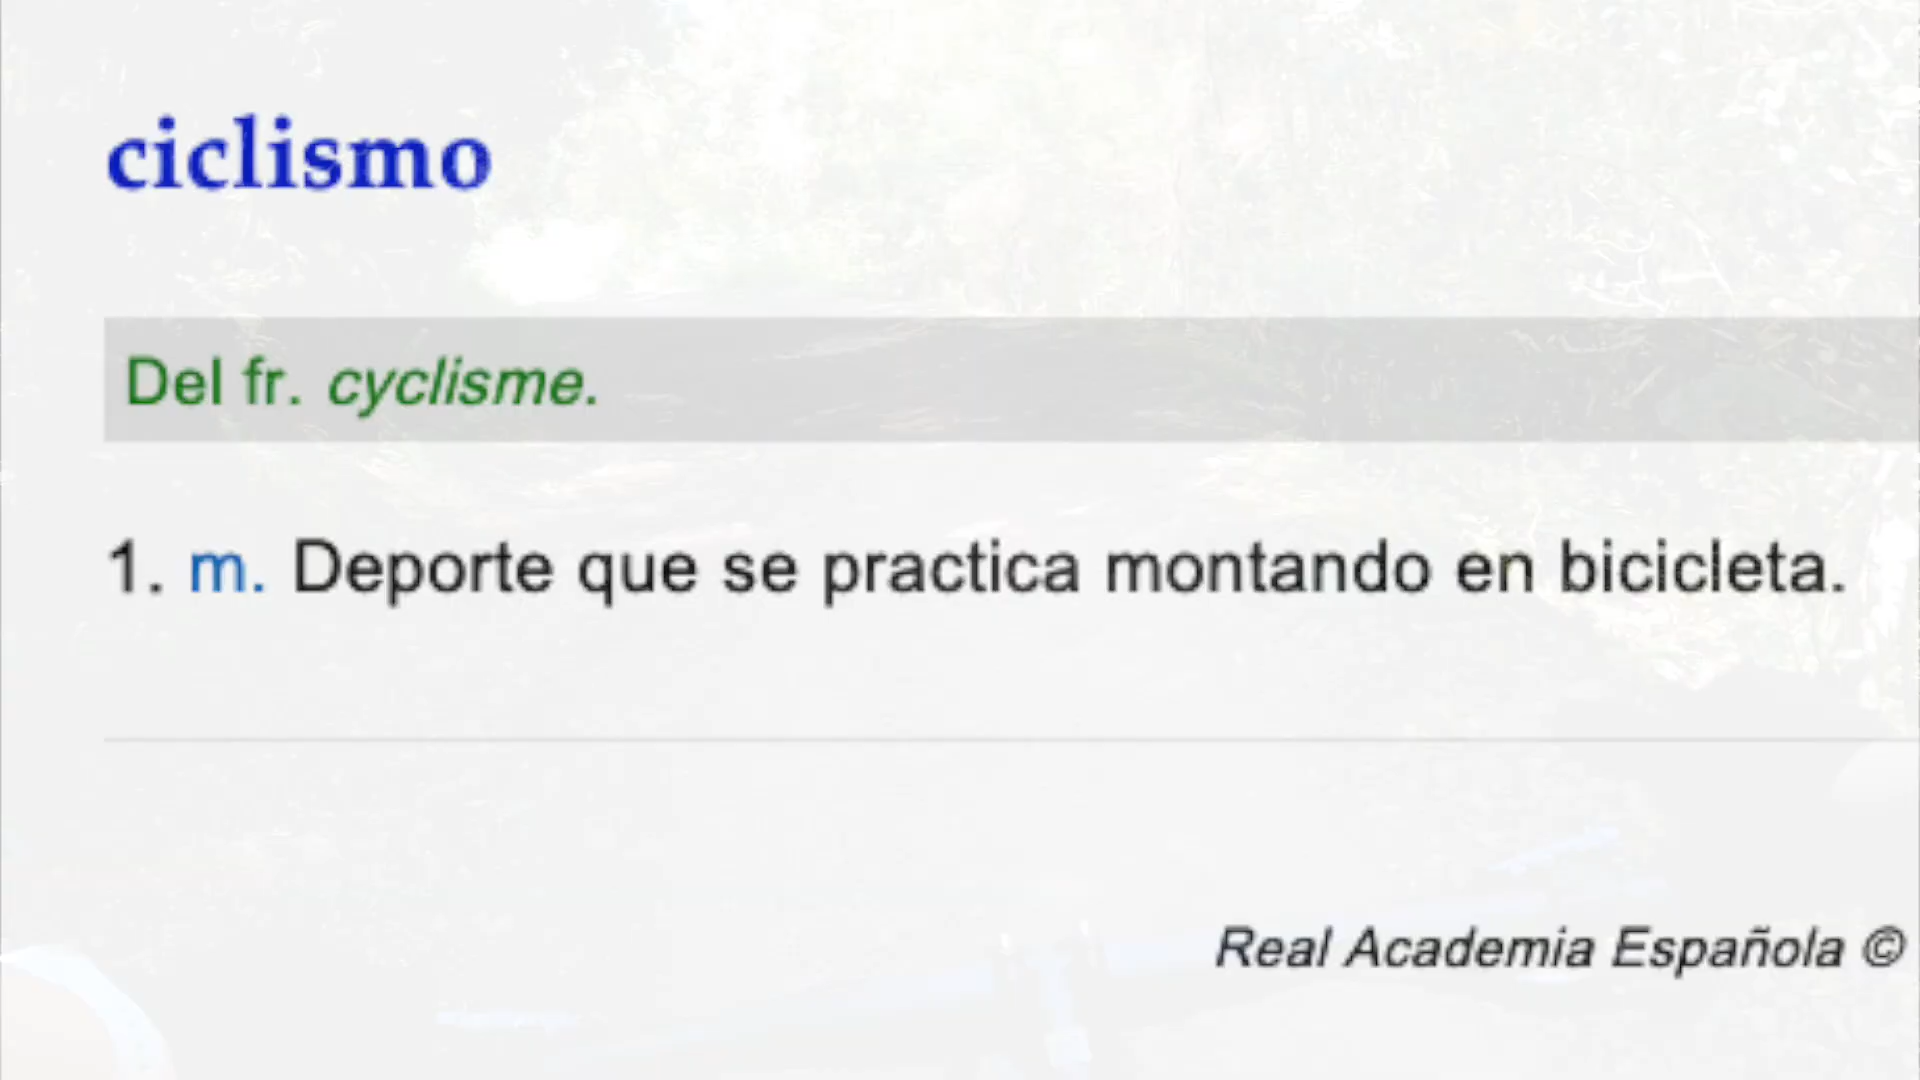 ciclismo
Del fr. cyclisme.
1. m. Deporte que se practica montando en bicicleta.
Real Academia Española ©